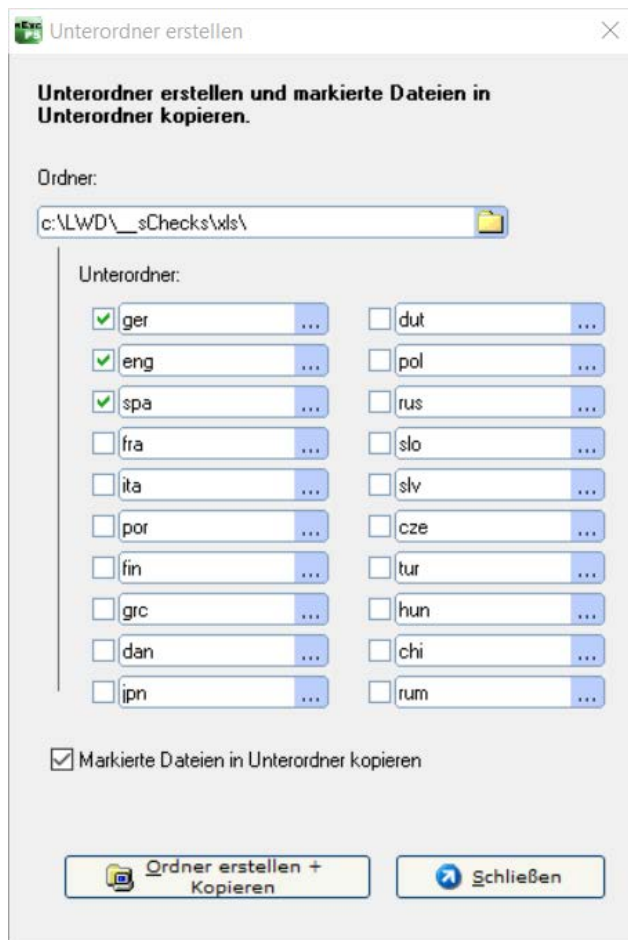 nExc
PS
Unterordner erstellen
Unterordner erstellen und markierte Dateien in
Unterordner kopieren.
Ordner:
c:\LWD\__sChecks\xls\
Unterordner:
ger ... dut ...
eng ... pol ...
spa ... rus ...
fra ... slo ...
ita ... slv ...
por ... cze ...
fin ... tur ...
grc ... hun ...
dan ... chi ...
jpn ... rum ...
Markierte Dateien in Unterordner kopieren
Ordner erstellen +
Kopieren
Schließen